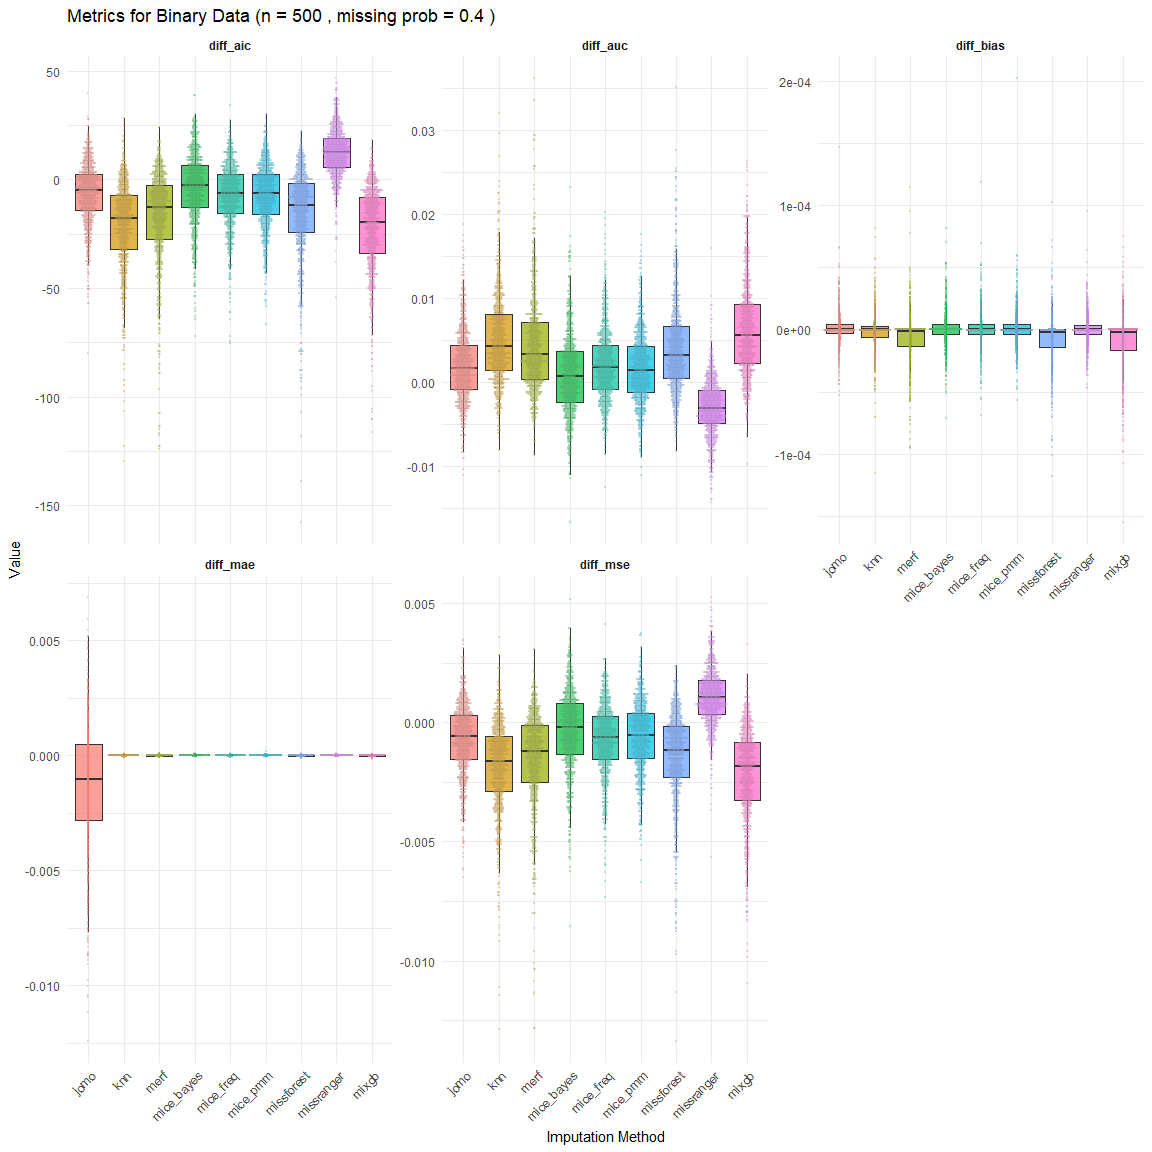 Metrics for Binary Data (n = 500 , missing prob = 0.4 )
diff_aic
diff_auc
diff_bias
50
0
-50
-100
-150
0.03
0.02
0.01
0.00
-0.01
2e-04
1e-04
0e+00
-1e-04
jomo
knn
merf
mice_bayes
mice_freq
mice_pmm
missforest
missranger
mixgb
Value
diff_mae
diff_mse
0.005
0.000
-0.005
-0.010
0.005
0.000
-0.005
-0.010
jomo
knn
merf
mice_bayes
mice_freq
mice_pmm
missforest
missranger
mixgb
jomo
knn
merf
mice_bayes
mice_freq
mice_pmm
missforest
missranger
mixgb
Imputation Method